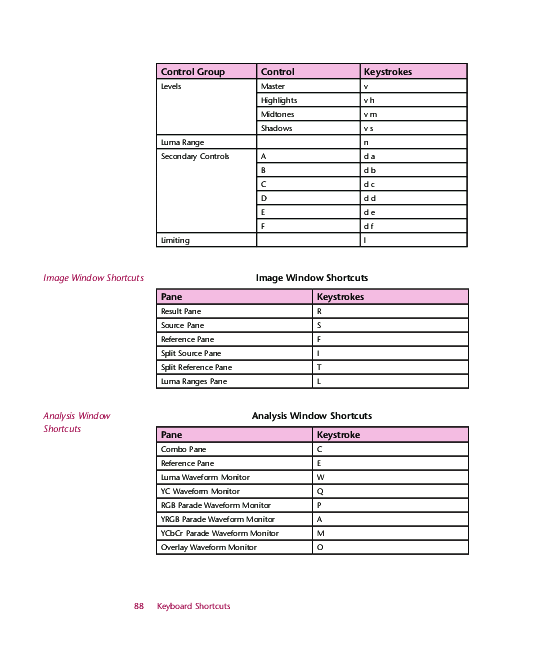 Control Group Control Keystrokes
Levels Master v
Highlights v h
Midtones v m
Shadows v s
Luma Range n
Secondary Controls A d a
B d b
C d c
D d d
E d e
F d f
Limiting l
Image Window Shortcuts
Image Window Shortcuts
Pane Keystrokes
Result Pane R
Source Pane S
Reference Pane F
Split Source Pane I
Split Reference Pane T
Luma Ranges Pane L
Analysis Window
Shortcuts
Analysis Window Shortcuts
Pane Keystroke
Combo Pane C
Reference Pane E
Luma Waveform Monitor W
YC Waveform Monitor Q
RGB Parade Waveform Monitor P
YRGB Parade Waveform Monitor A
YCbCr Parade Waveform Monitor M
Overlay Waveform Monitor O
88 Keyboard Shortcuts